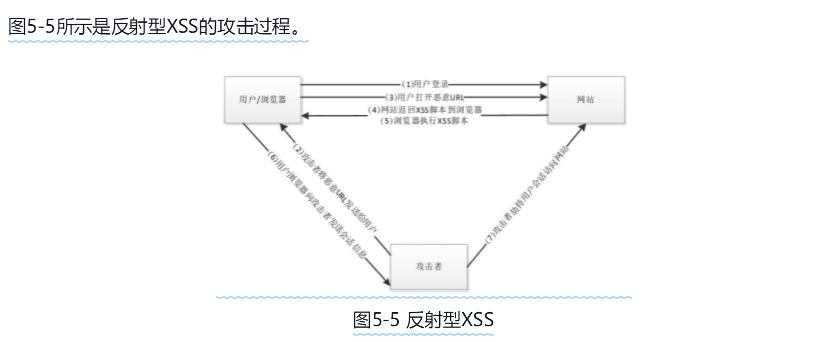 图5-5所示是反射型XSS的攻击过程。
(1)用户登录
(3)用户打开恶意URL
用户/浏览器
网站
(4)网站返回XSS脚本到浏览器
(5)浏览器执行XSS脚本
(2)攻击者将恶意URL发送给用户
(6)用户浏览器向攻击者发送会话信息
(7)攻击者劫持用户会话访问网站
攻击者
图5-5 反射型XSS